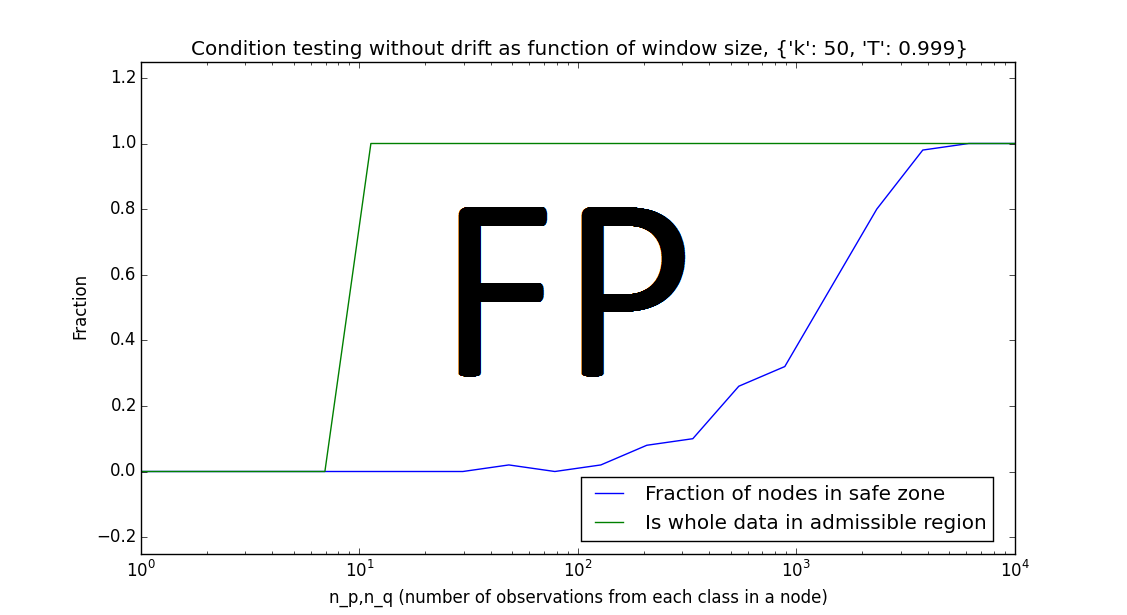 Condition testing without drift as function of window size, {'k': 50, 'T': 0.999}
1.2
1.0
0.8
0.6
0.4
0.2
0.0
−0.2
Fraction
FP
Fraction of nodes in safe zone
Is whole data in admissible region
10^0 10^1 10^2 10^3 10^4
n_p,n_q (number of observations from each class in a node)